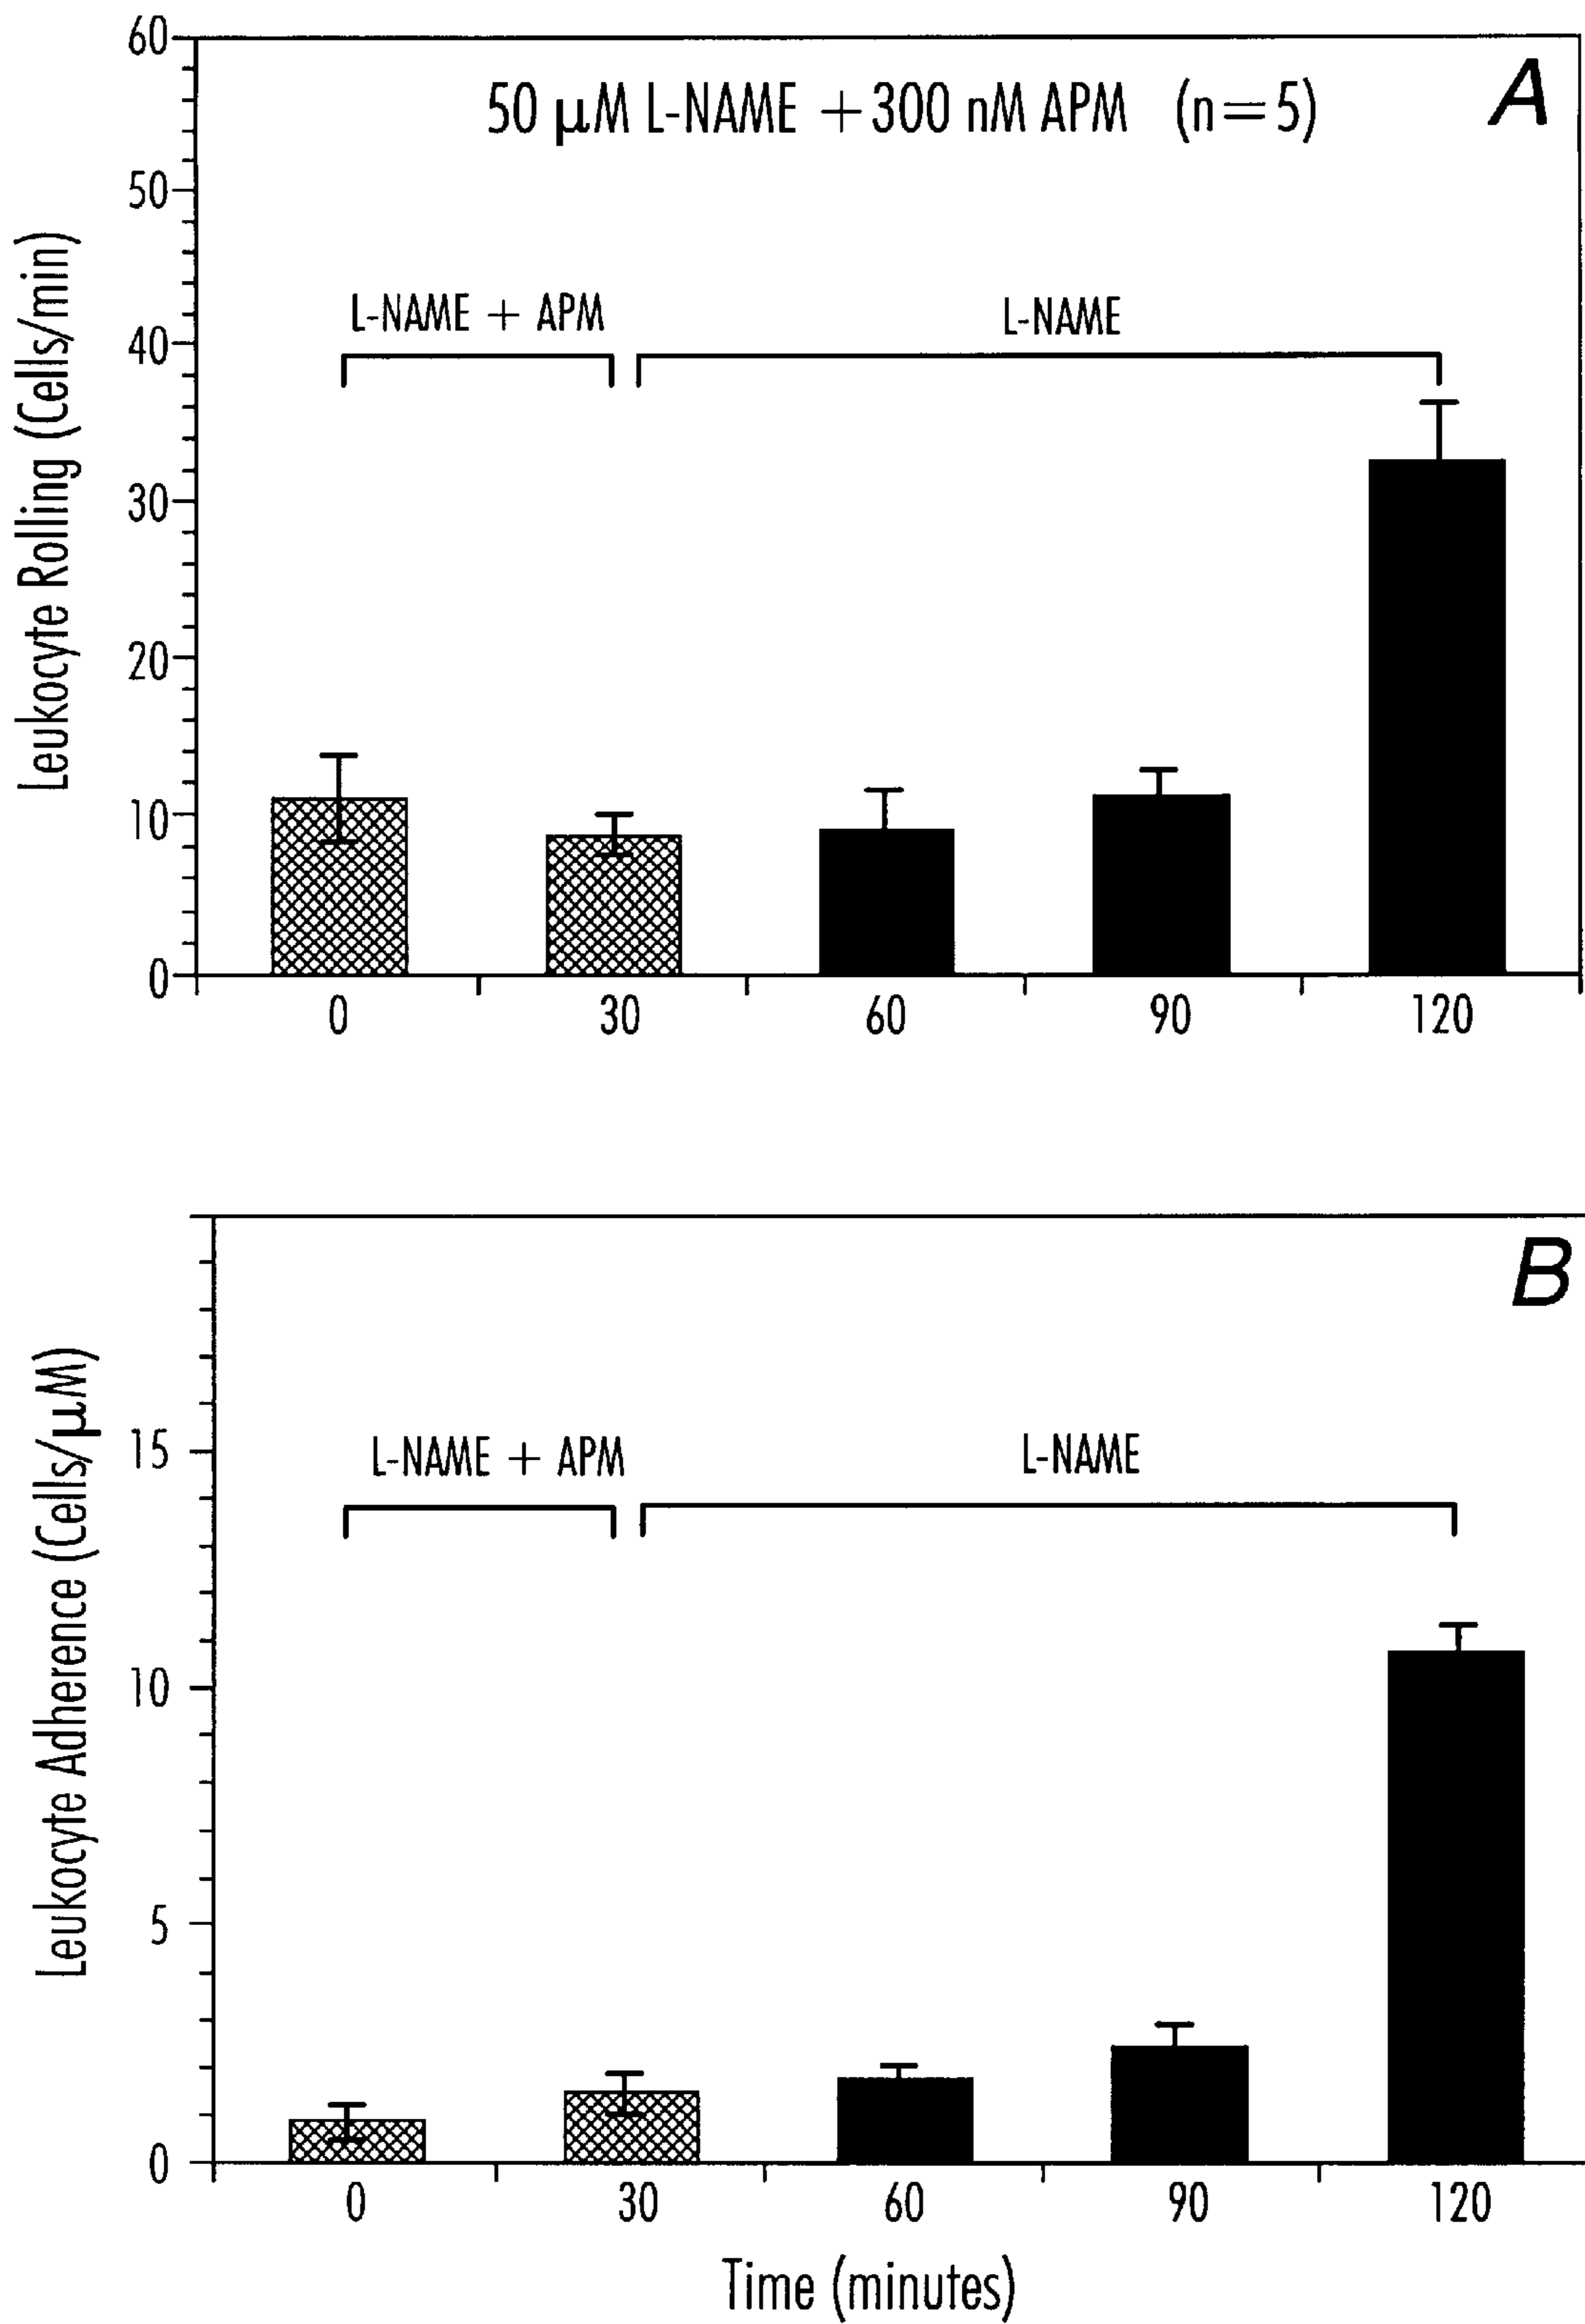 A
50 µM L-NAME + 300 nM APM (n=5)
Leukocyte Rolling (Cells/min)
60
50
40
30
20
10
0
L-NAME + APM
L-NAME
0 30 60 90 120
B
Leukocyte Adherence (Cells/µM)
15
10
5
0
L-NAME + APM
L-NAME
0 30 60 90 120
Time (minutes)